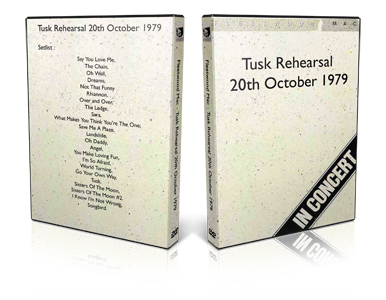 Tusk Rehearsal 20th October 1979
Setlist :
Say You Love Me,
The Chain,
Oh Well,
Dreams,
Not That Funny
Rhiannon,
Over and Over,
The Ledge,
Sara,
What Makes You Think You're The One,
Save Me A Place,
Landslide,
Oh Daddy,
Angel,
You Make Loving Fun,
I'm So Afraid,
World Turning,
Go Your Own Way,
Tusk,
Sisters Of The Moon,
Sisters Of The Moon #2
I Know I'm Not Wrong,
Songbird.
Fleetwood Mac Tusk Rehearsal 20th October 1979
DVD
MAC
Tusk Rehearsal
20th October 1979
IN CONCERT
DVD